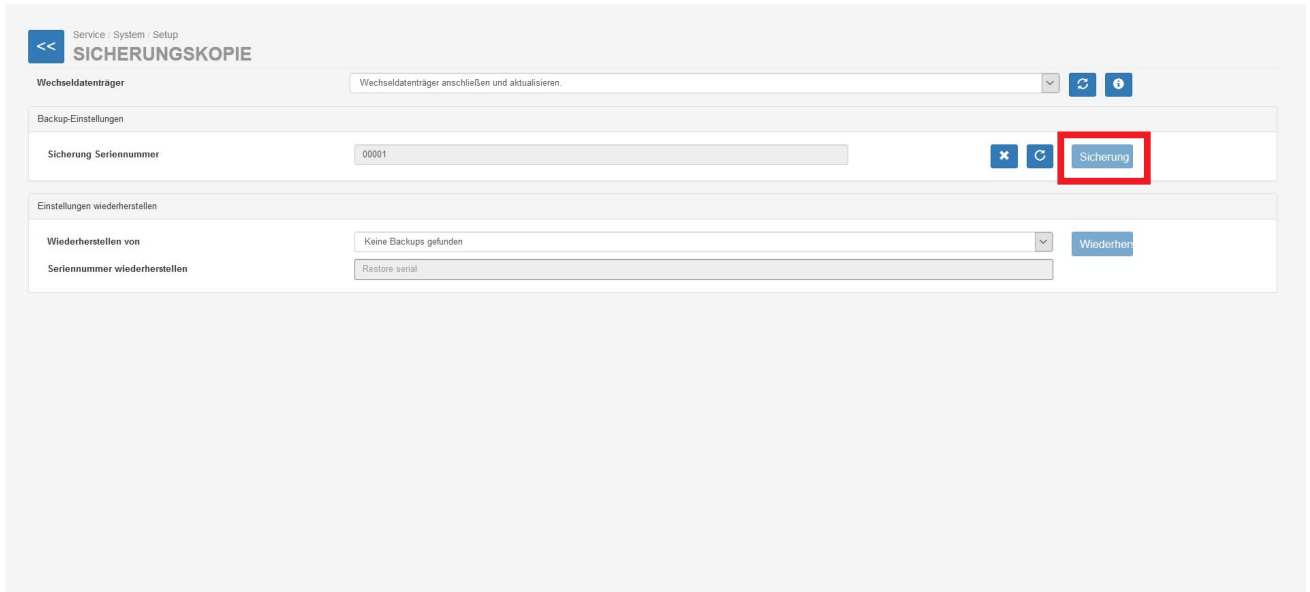 <<
Service / System / Setup
SICHERUNGSKOPIE
Wechseldatenträger
Wechseldatenträger anschließen und aktualisieren.
Backup-Einstellungen
Sicherung Seriennummer
00001
Sicherung
Einstellungen wiederherstellen
Wiederherstellen von
Keine Backups gefunden
Wiederhers
Seriennummer wiederherstellen
Restore serial